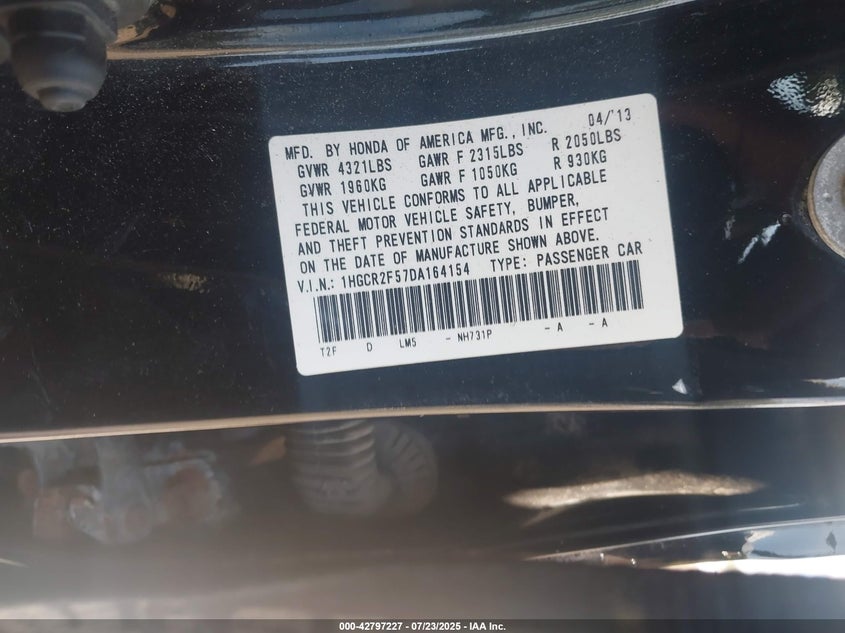 MFD. BY HONDA OF AMERICA MFG., INC. 04/'13
GVWR 4321LBS GAWR F 2315LBS R 2050LBS
GVWR 1960KG GAWR F 1050KG R 930KG
THIS VEHICLE CONFORMS TO ALL APPLICABLE
FEDERAL MOTOR VEHICLE SAFETY, BUMPER,
AND THEFT PREVENTION STANDARDS IN EFFECT
ON THE DATE OF MANUFACTURE SHOWN ABOVE.
V.I.N.: 1HGCR2F57DA164154 TYPE: PASSENGER CAR
T2F D LM5 - NH731P - A - A
000-42797227 - 07/23/2025 - IAA Inc.